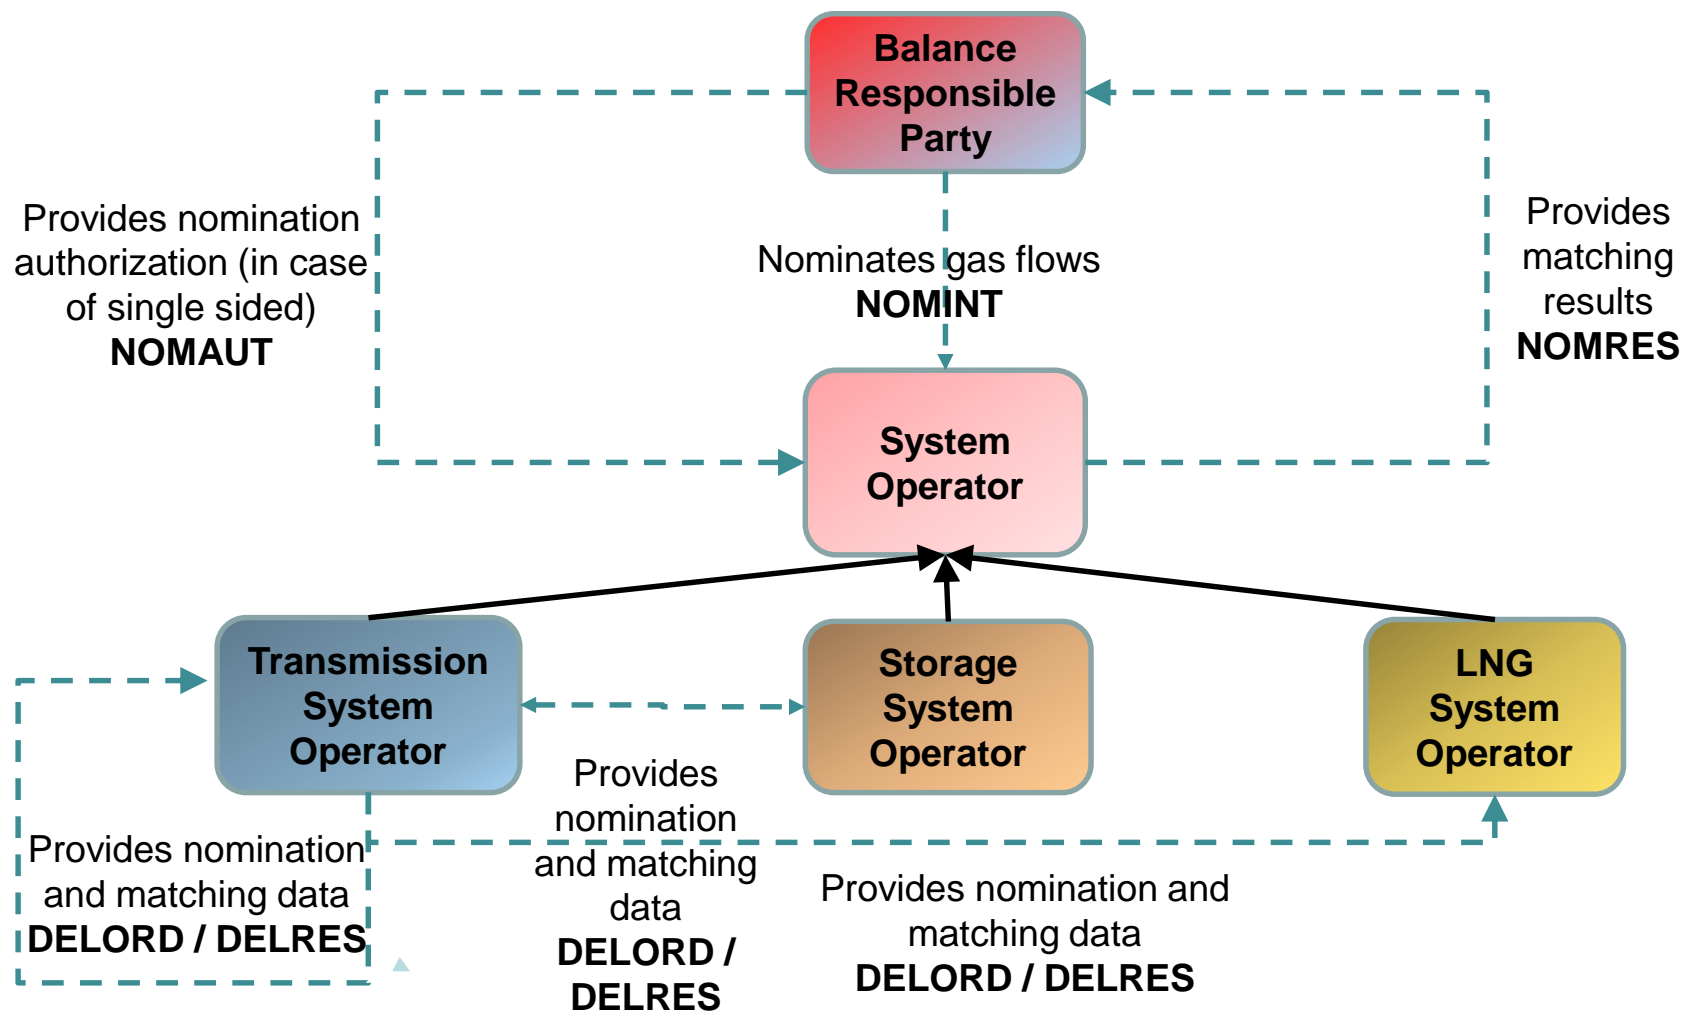 Balance
Responsible
Party
Provides nomination
authorization (in case
of single sided)
NOMAUT
Nominates gas flows
NOMINT
Provides
matching
results
NOMRES
System
Operator
Transmission
System
Operator
Storage
System
Operator
LNG
System
Operator
Provides nomination
and matching data
DELORD / DELRES
Provides
nomination
and matching
data
DELORD /
DELRES
Provides nomination and
matching data
DELORD / DELRES